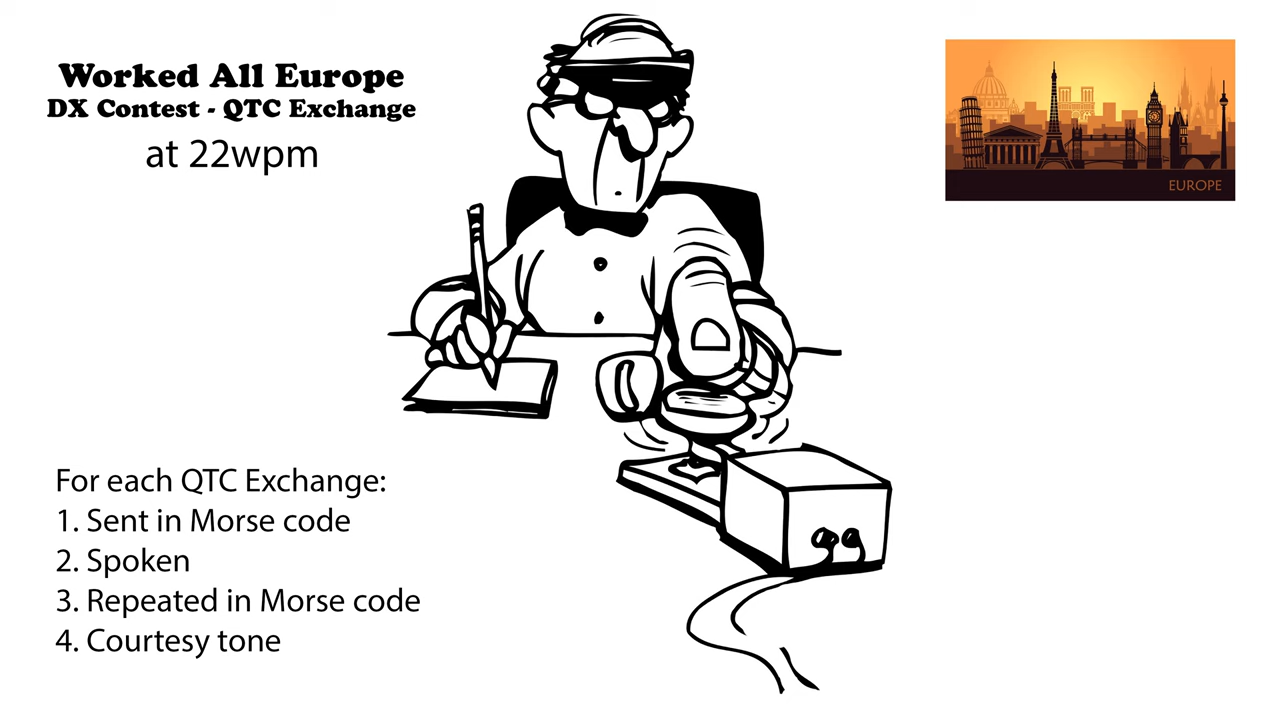 Worked All Europe
DX Contest - QTC Exchange
at 22wpm
EUROPE
For each QTC Exchange:
1. Sent in Morse code
2. Spoken
3. Repeated in Morse code
4. Courtesy tone